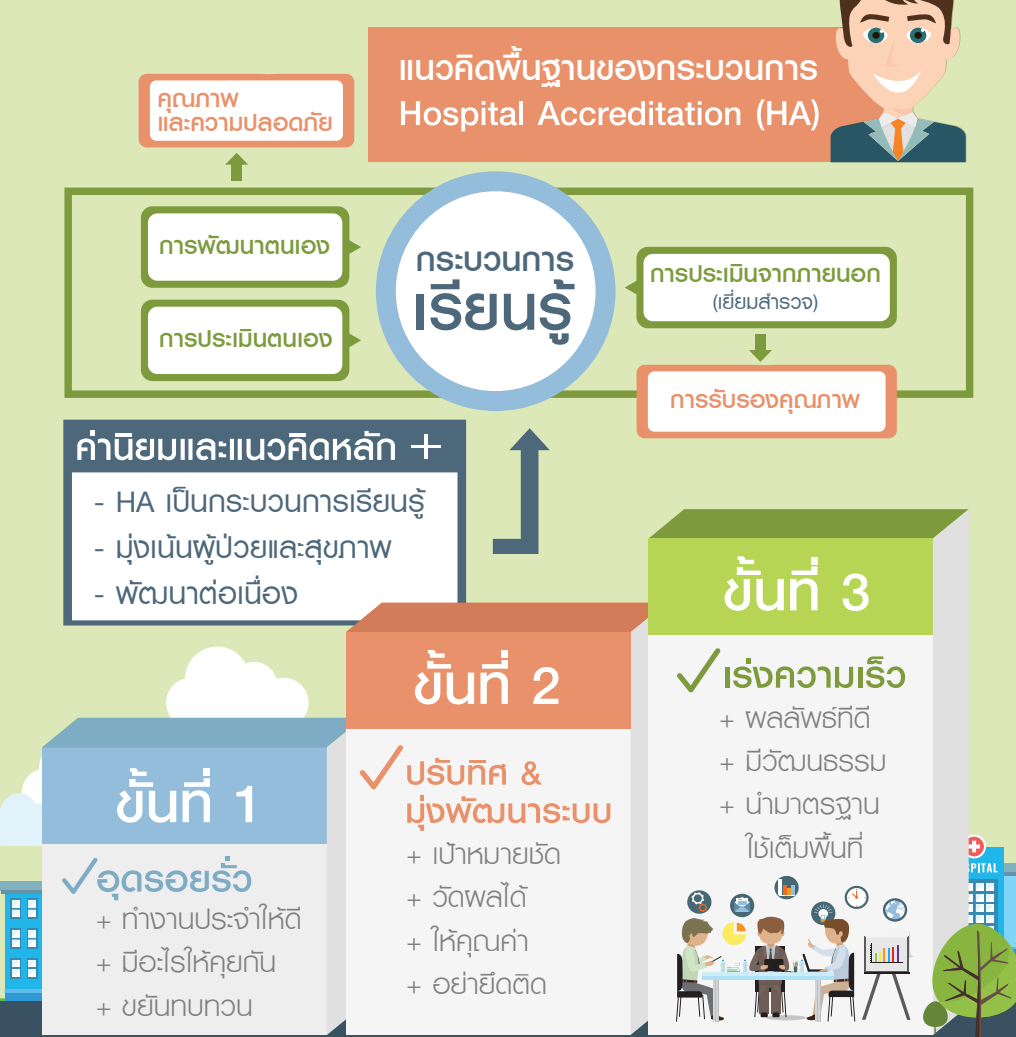 แนวคิดพื้นฐานของกระบวนการ
Hospital Accreditation (HA)
คุณภาพ
และความปลอดภัย
การพัฒนาตนเอง
การประเมินตนเอง
กระบวนการ
เรียนรู้
การประเมินจากภายนอก
(เยี่ยมสำรวจ)
การรับรองคุณภาพ
ค่านิยมและแนวคิดหลัก +
- HA เป็นกระบวนการเรียนรู้
- มุ่งเน้นผู้ป่วยและสุขภาพ
- พัฒนาต่อเนื่อง
ขั้นที่ 1
อุดรอยรั่ว
+ ทำงานประจำให้ดี
+ มีอะไรให้คุยกัน
+ ขยันทบทวน
ขั้นที่ 2
ปรับทิศ &
มุ่งพัฒนาระบบ
+ เป้าหมายชัด
+ วัดผลได้
+ ให้คุณค่า
+ อย่ายึดติด
ขั้นที่ 3
เร่งความเร็ว
+ ผลลัพธ์ที่ดี
+ มีวัฒนธรรม
+ นำมาตรฐาน
ใช้เต็มพื้นที่
PITAL